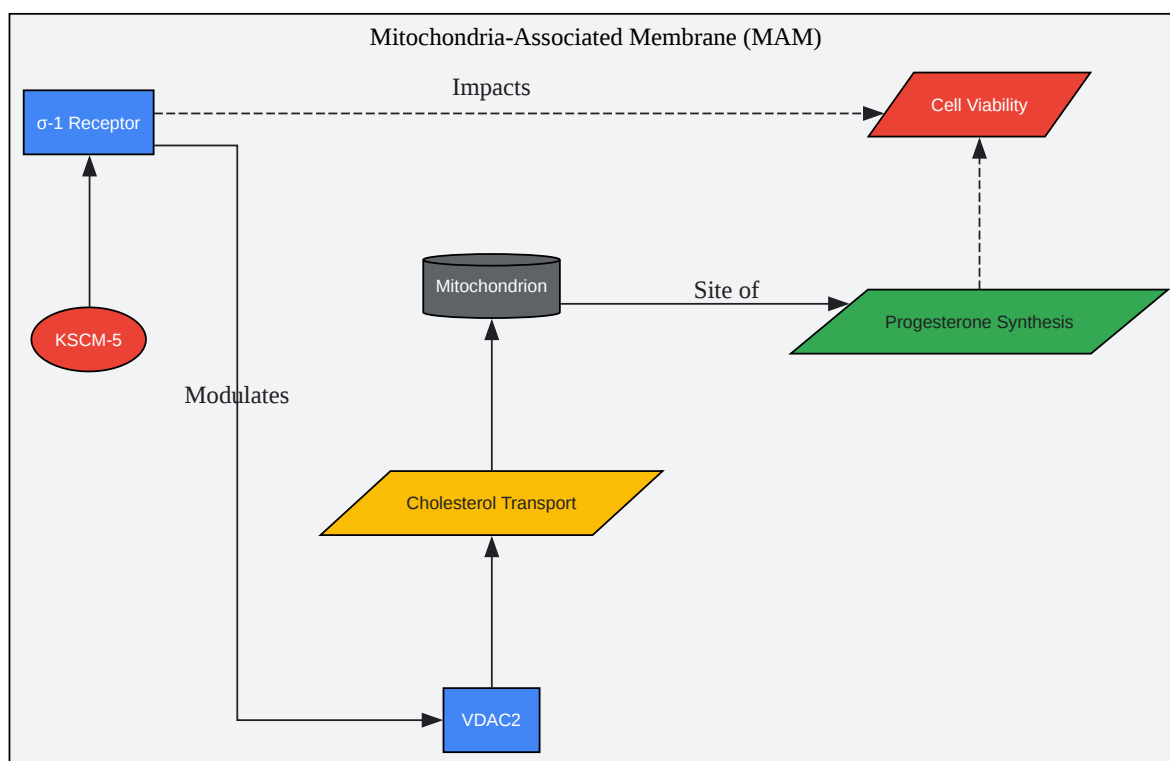 Mitochondria-Associated Membrane (MAM)
Impacts
Cell Viability
σ-1 Receptor
Mitochondrion
Site of
Progesterone Synthesis
KSCM-5
Modulates
Cholesterol Transport
VDAC2